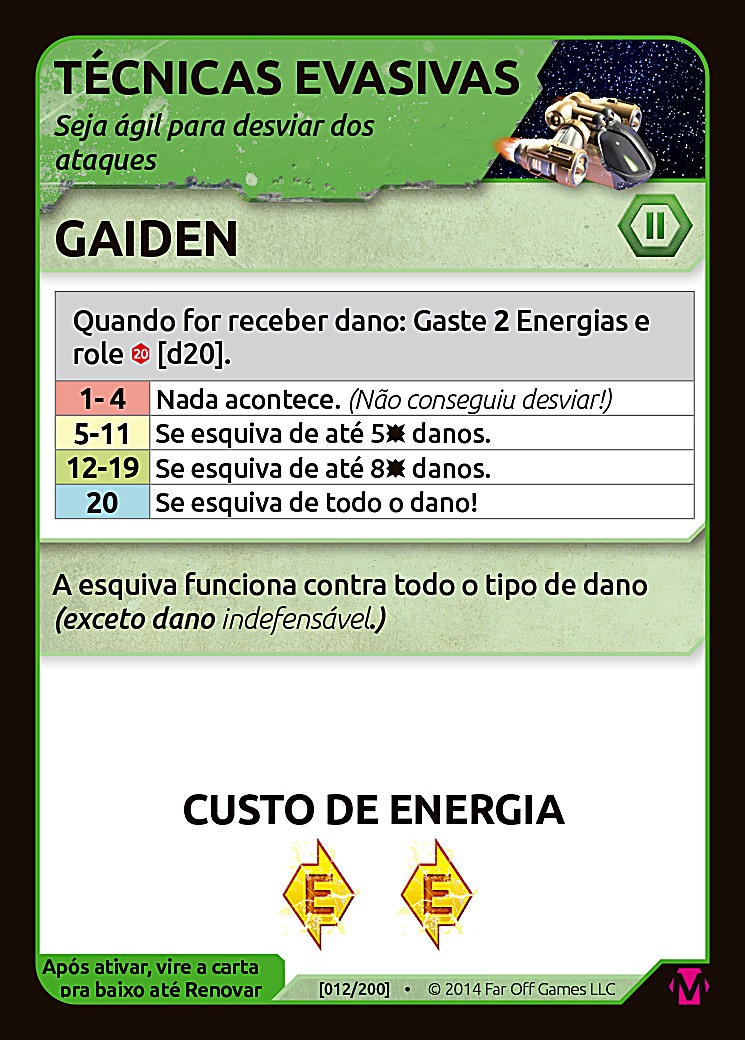 TÉCNICAS EVASIVAS
Seja ágil para desviar dos
ataques
GAIDEN
II
Quando for receber dano: Gaste 2 Energias e
role 20 [d20].
1- 4 Nada acontece. (Não conseguiu desviar!)
5-11 Se esquiva de até 5 danos.
12-19 Se esquiva de até 8 danos.
20 Se esquiva de todo o dano!
A esquiva funciona contra todo o tipo de dano
(exceto dano indefensável.)
CUSTO DE ENERGIA
E E
Após ativar, vire a carta
pra baixo até Renovar
[012/200] • © 2014 Far Off Games LLC
M